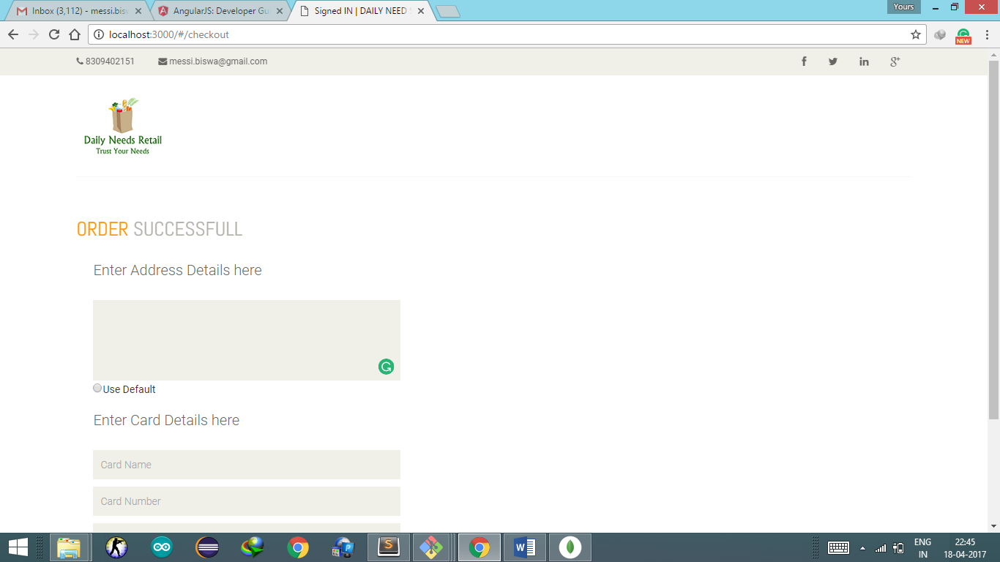 Inbox (3,112) - messi.bis
AngularJS: Developer Gu
Signed IN | DAILY NEED
Yours
localhost:3000/#/checkout
NEW
8309402151
messi.biswa@gmail.com
Daily Needs Retail
Trust Your Needs
ORDER SUCCESSFULL
Enter Address Details here
Use Default
Enter Card Details here
Card Name
Card Number
ENG
IN
22:45
18-04-2017